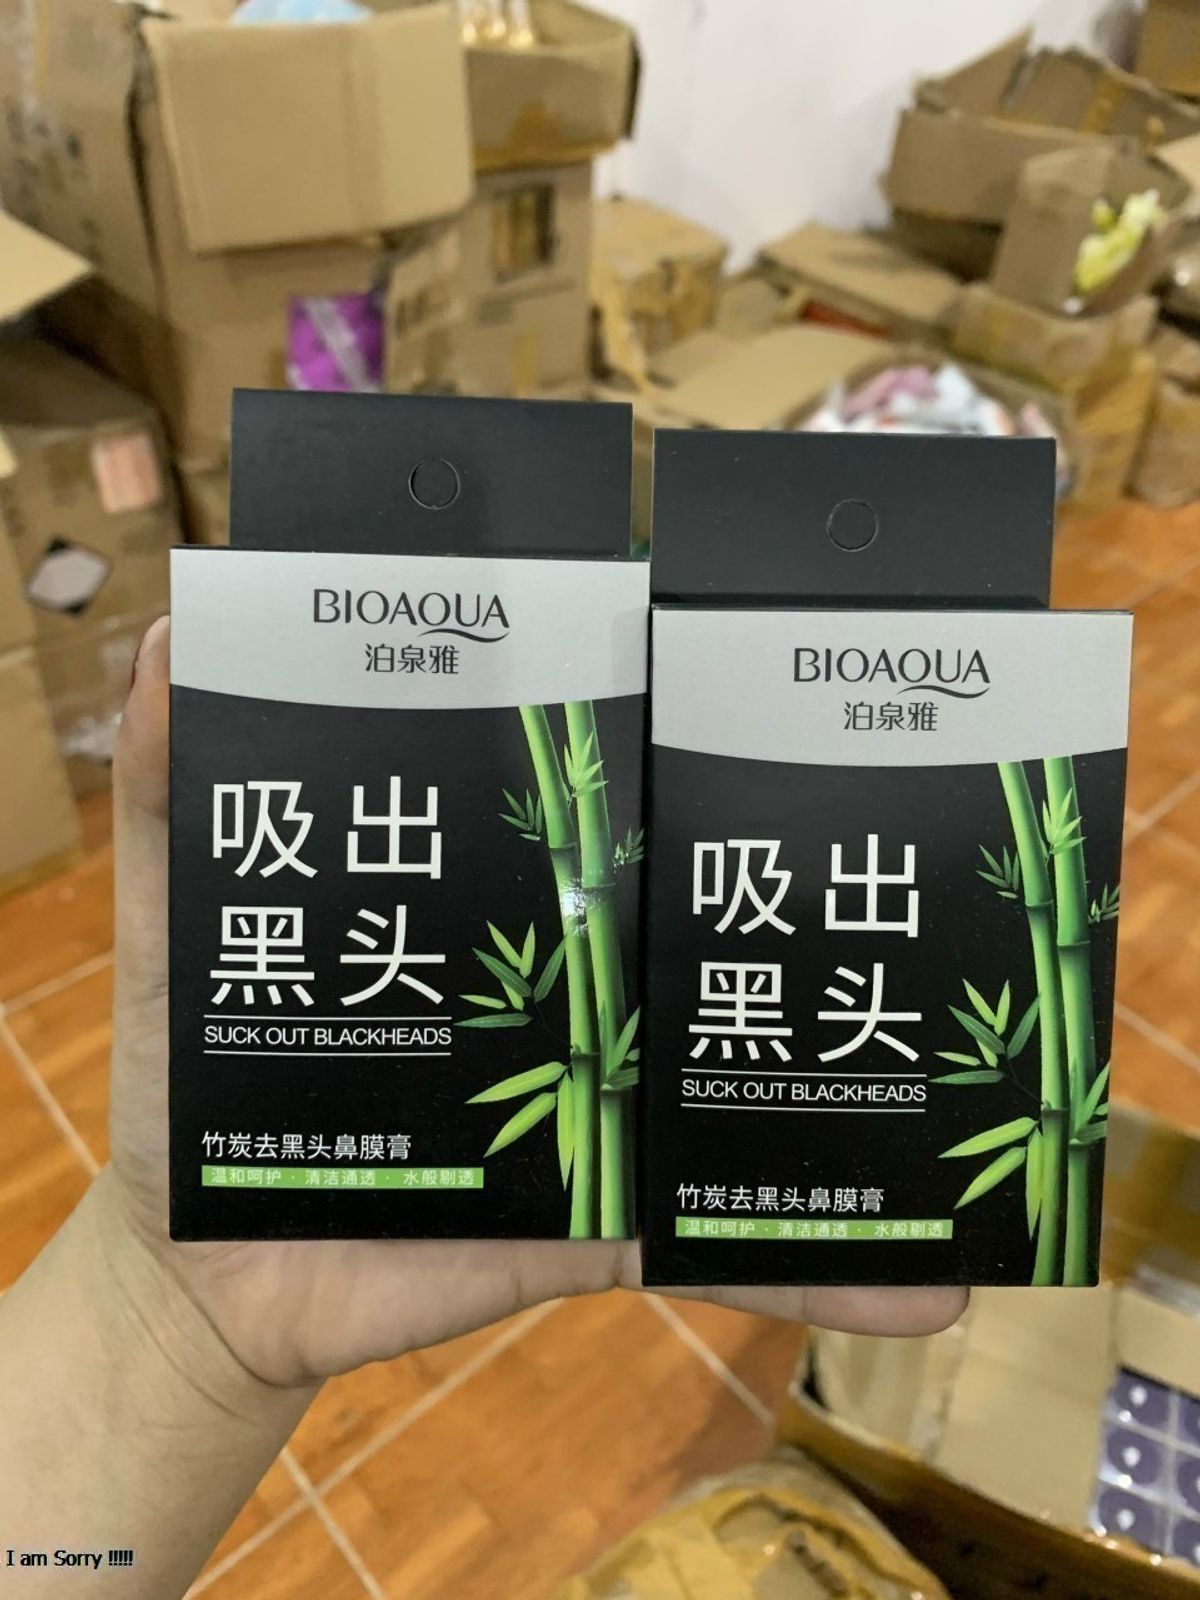 BIOAQUA
泊泉雅
吸出
黑头
SUCK OUT BLACKHEADS
竹炭去黑头鼻膜膏
温和呵护 · 清洁通透 · 水般剔透
BIOAQUA
泊泉雅
吸出
黑头
SUCK OUT BLACKHEADS
竹炭去黑头鼻膜膏
温和呵护 · 清洁通透 · 水般剔透
I am Sorry !!!!!